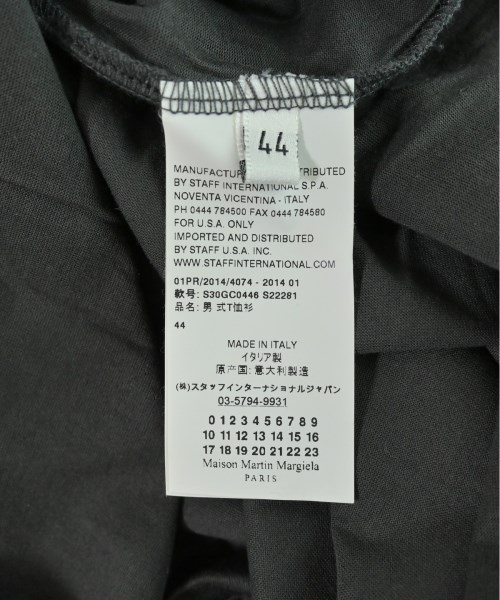 44
MANUFACTUR TRIBUTED
BY STAFF INTERNATIONAL S.P.A.
NOVENTA VICENTINA - ITALY
PH 0444 784500 FAX 0444 784580
FOR U.S.A. ONLY
IMPORTED AND DISTRIBUTED
BY STAFF U.S.A. INC.
WWW.STAFFINTERNATIONAL.COM
01PR/2014/4074 - 2014 01
款号: S30GC0446 S22281
品名: 男式T恤衫
44
MADE IN ITALY
イタリア製
原产国: 意大利製造
(株)スタッフインターナショナルジャパン
03-5794-9931
0 1 2 3 4 5 6 7 8 9
10 11 12 13 14 15 16
17 18 19 20 21 22 23
Maison Martin Margiela
PARIS